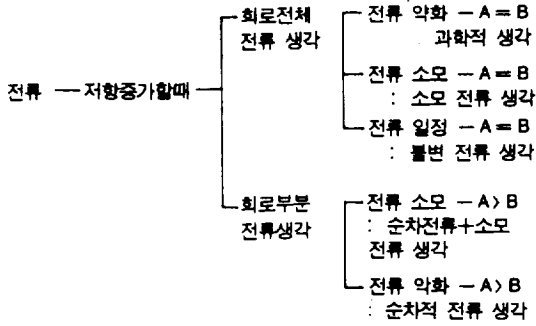 전류 — 저항증가할때
회로전체
전류 생각
전류 약화 — A = B
과학적 생각
전류 소모 — A = B
: 소모 전류 생각
전류 일정 — A = B
: 불변 전류 생각
회로부분
전류생각
전류 소모 — A > B
: 순차전류+소모
전류 생각
전류 약화 — A > B
: 순차적 전류 생각